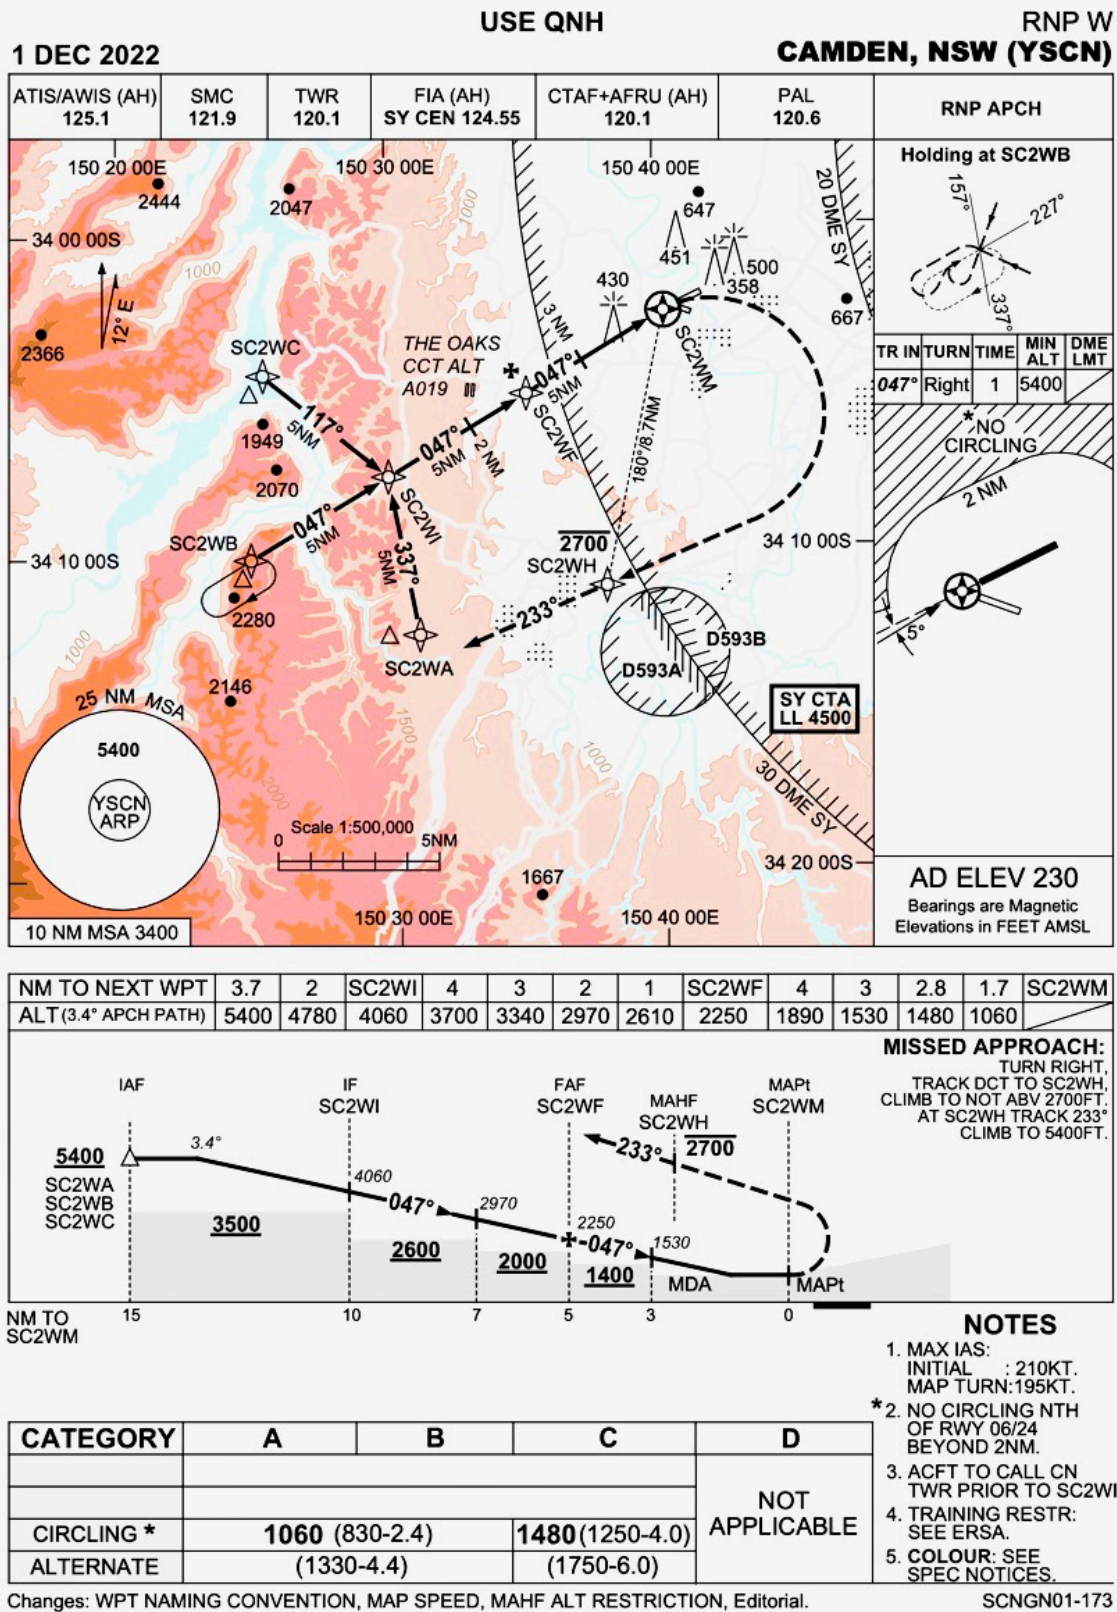 USE QNH
RNP W
1 DEC 2022
CAMDEN, NSW (YSCN)
ATIS/AWIS (AH)
125.1
SMC
121.9
TWR
120.1
FIA (AH)
SY CEN 124.55
CTAF+AFRU (AH)
120.1
PAL
120.6
RNP APCH
150 20 00E
150 30 00E
150 40 00E
2444
2047
647
1000
20 DME SY
34 00 00S
1000
451
500
358
430
667
12° E
2366
SC2WC
THE OAKS
CCT ALT
A019
3 NM
047°
5NM
SC2WM
SC2WF
117°
5NM
1949
2070
047°
5NM
2 NM
180°/8.7NM
SC2WI
047°
5NM
SC2WB
34 10 00S
2700
SC2WH
34 10 00S
337°
5NM
2280
233°
SC2WA
1000
D593B
D593A
2146
25 NM MSA
5400
YSCN
ARP
1500
1000
2000
SY CTA
LL 4500
30 DME SY
Scale 1:500,000
0
5NM
34 20 00S
1667
150 30 00E
150 40 00E
10 NM MSA 3400
Holding at SC2WB
157°
227°
337°
TR IN
TURN
TIME
MIN
ALT
DME
LMT
047°
Right
1
5400
*NO
CIRCLING
2 NM
5°
AD ELEV 230
Bearings are Magnetic
Elevations in FEET AMSL
NM TO NEXT WPT 3.7 2 SC2WI 4 3 2 1 SC2WF 4 3 2.8 1.7 SC2WM
ALT (3.4° APCH PATH) 5400 4780 4060 3700 3340 2970 2610 2250 1890 1530 1480 1060
MISSED APPROACH:
TURN RIGHT,
TRACK DCT TO SC2WH,
CLIMB TO NOT ABV 2700FT.
AT SC2WH TRACK 233°
CLIMB TO 5400FT.
IAF
IF
SC2WI
FAF
SC2WF
MAHF
SC2WH
MAPt
SC2WM
5400
SC2WA
SC2WB
SC2WC
3.4°
4060
047°
2970
2250
047°
1530
233°
2700
3500
2600
2000
1400
MDA
MAPt
NM TO
SC2WM
15
10
7
5
3
0
NOTES
1. MAX IAS:
INITIAL : 210KT.
MAP TURN:195KT.
*2. NO CIRCLING NTH
OF RWY 06/24
BEYOND 2NM.
3. ACFT TO CALL CN
TWR PRIOR TO SC2WI
4. TRAINING RESTR:
SEE ERSA.
5. COLOUR: SEE
SPEC NOTICES.
CATEGORY A B C D
NOT
APPLICABLE
CIRCLING * 1060 (830-2.4) 1480 (1250-4.0)
ALTERNATE (1330-4.4) (1750-6.0)
Changes: WPT NAMING CONVENTION, MAP SPEED, MAHF ALT RESTRICTION, Editorial.
SCNGN01-173